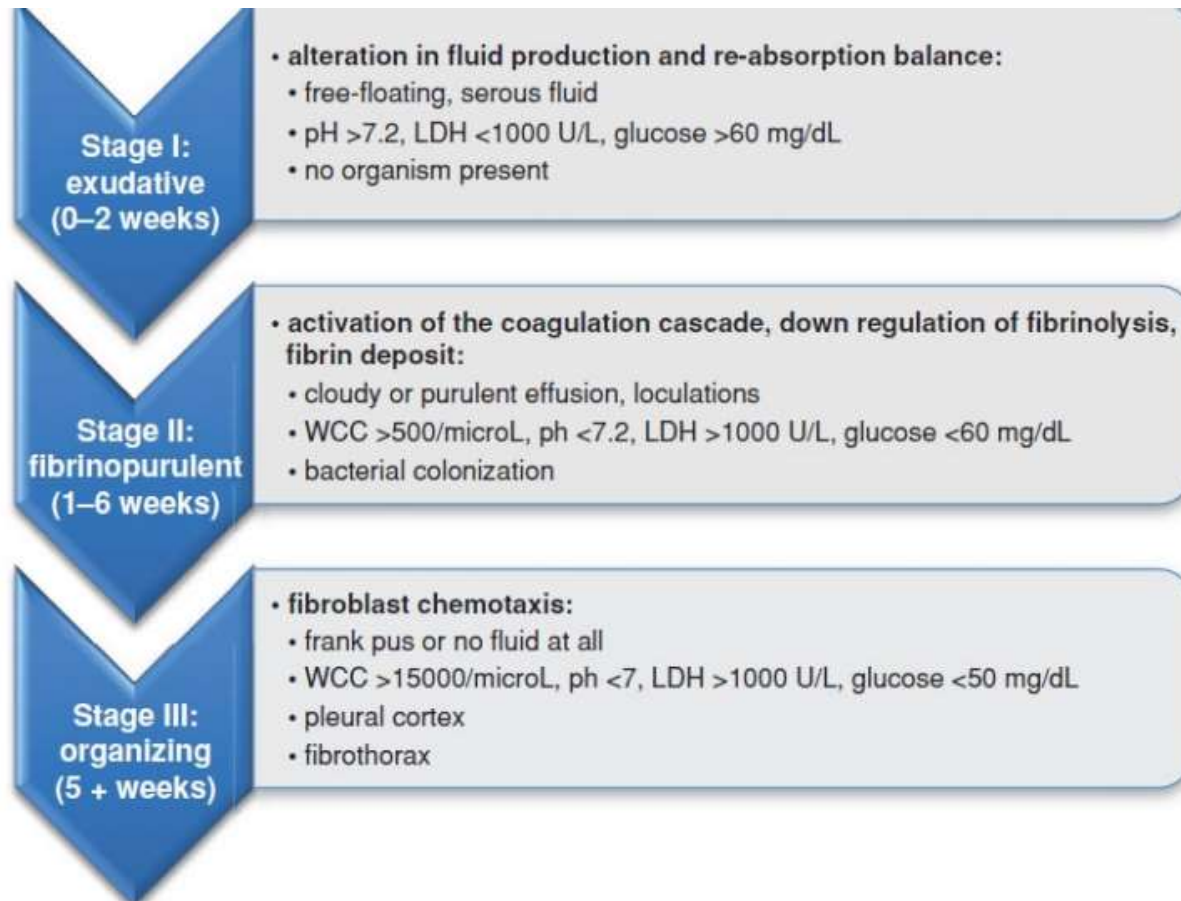 Stage I:
exudative
(0–2 weeks)
• alteration in fluid production and re-absorption balance:
• free-floating, serous fluid
• pH >7.2, LDH <1000 U/L, glucose >60 mg/dL
• no organism present
Stage II:
fibrinopurulent
(1–6 weeks)
• activation of the coagulation cascade, down regulation of fibrinolysis,
fibrin deposit:
• cloudy or purulent effusion, loculations
• WCC >500/microL, ph <7.2, LDH >1000 U/L, glucose <60 mg/dL
• bacterial colonization
Stage III:
organizing
(5 + weeks)
• fibroblast chemotaxis:
• frank pus or no fluid at all
• WCC >15000/microL, ph <7, LDH >1000 U/L, glucose <50 mg/dL
• pleural cortex
• fibrothorax